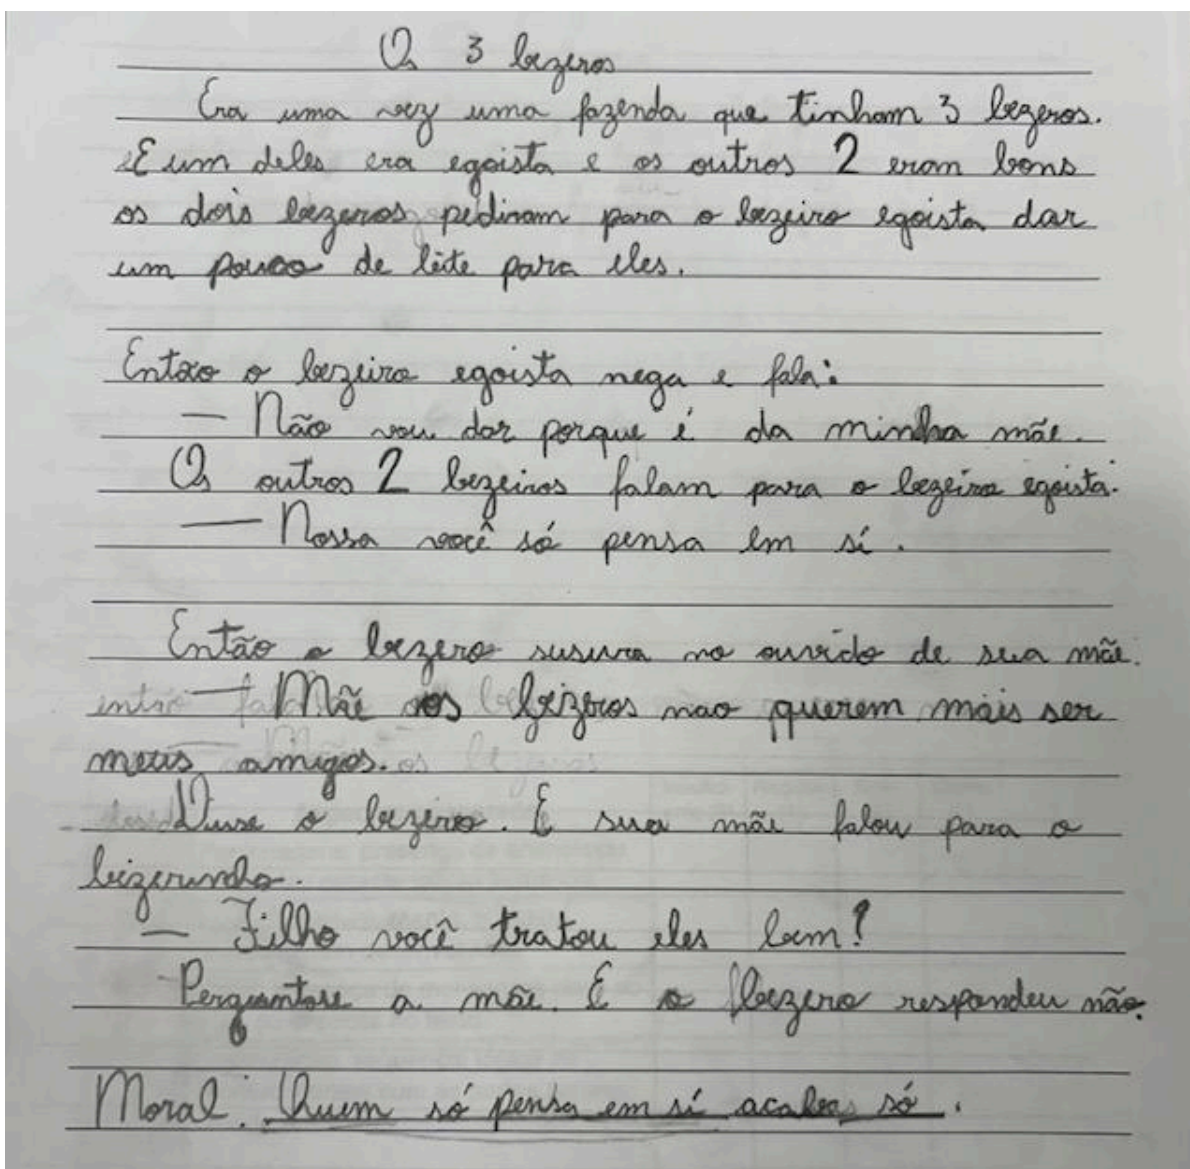 Os 3 bezeros
Era uma vez uma fazenda que tinham 3 bezeros.
E um deles era egoista e os outros 2 eram bons
os dois bezeros pediram para o bezeiro egoista dar
um pouco de leite para eles.
Entao o bezeiro egoista nega e fala:
— Não vou dar porque é da minha mãe.
Os outros 2 bezeiros falam para o bezeiro egoista:
— Nossa você só pensa em sí.
Então o bezero susura no ouvido de sua mãe.
— Mãe os bezeros nao querem mais ser
meus amigos.
Disse o bezero. E sua mãe falou para o
bizerinho.
— Filho você tratou eles bem?
Perguntose a mãe. E o bezero respondeu não.
Moral: Quem só pensa em sí acaba só.